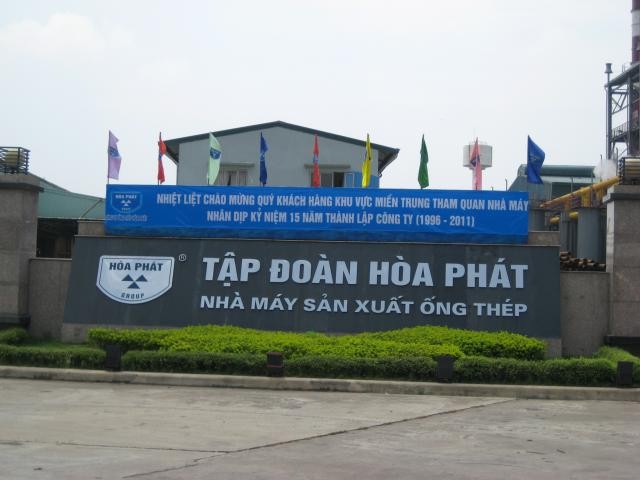 HÒA PHÁT
NHIỆT LIỆT CHÀO MỪNG QUÝ KHÁCH HÀNG KHU VỰC MIỀN TRUNG THAM QUAN NHÀ MÁY
NHÂN DỊP KỶ NIỆM 15 NĂM THÀNH LẬP CÔNG TY (1996 - 2011)
HÒA PHÁT ®
GROUP
TẬP ĐOÀN HÒA PHÁT
NHÀ MÁY SẢN XUẤT ỐNG THÉP